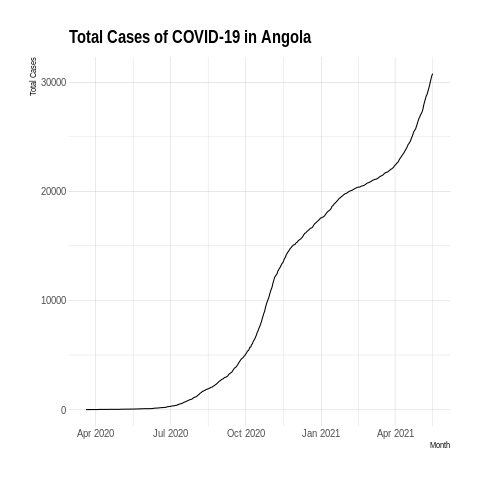 Total Cases of COVID-19 in Angola
Total Cases
30000
20000
10000
0
Apr 2020 Jul 2020 Oct 2020 Jan 2021 Apr 2021
Month